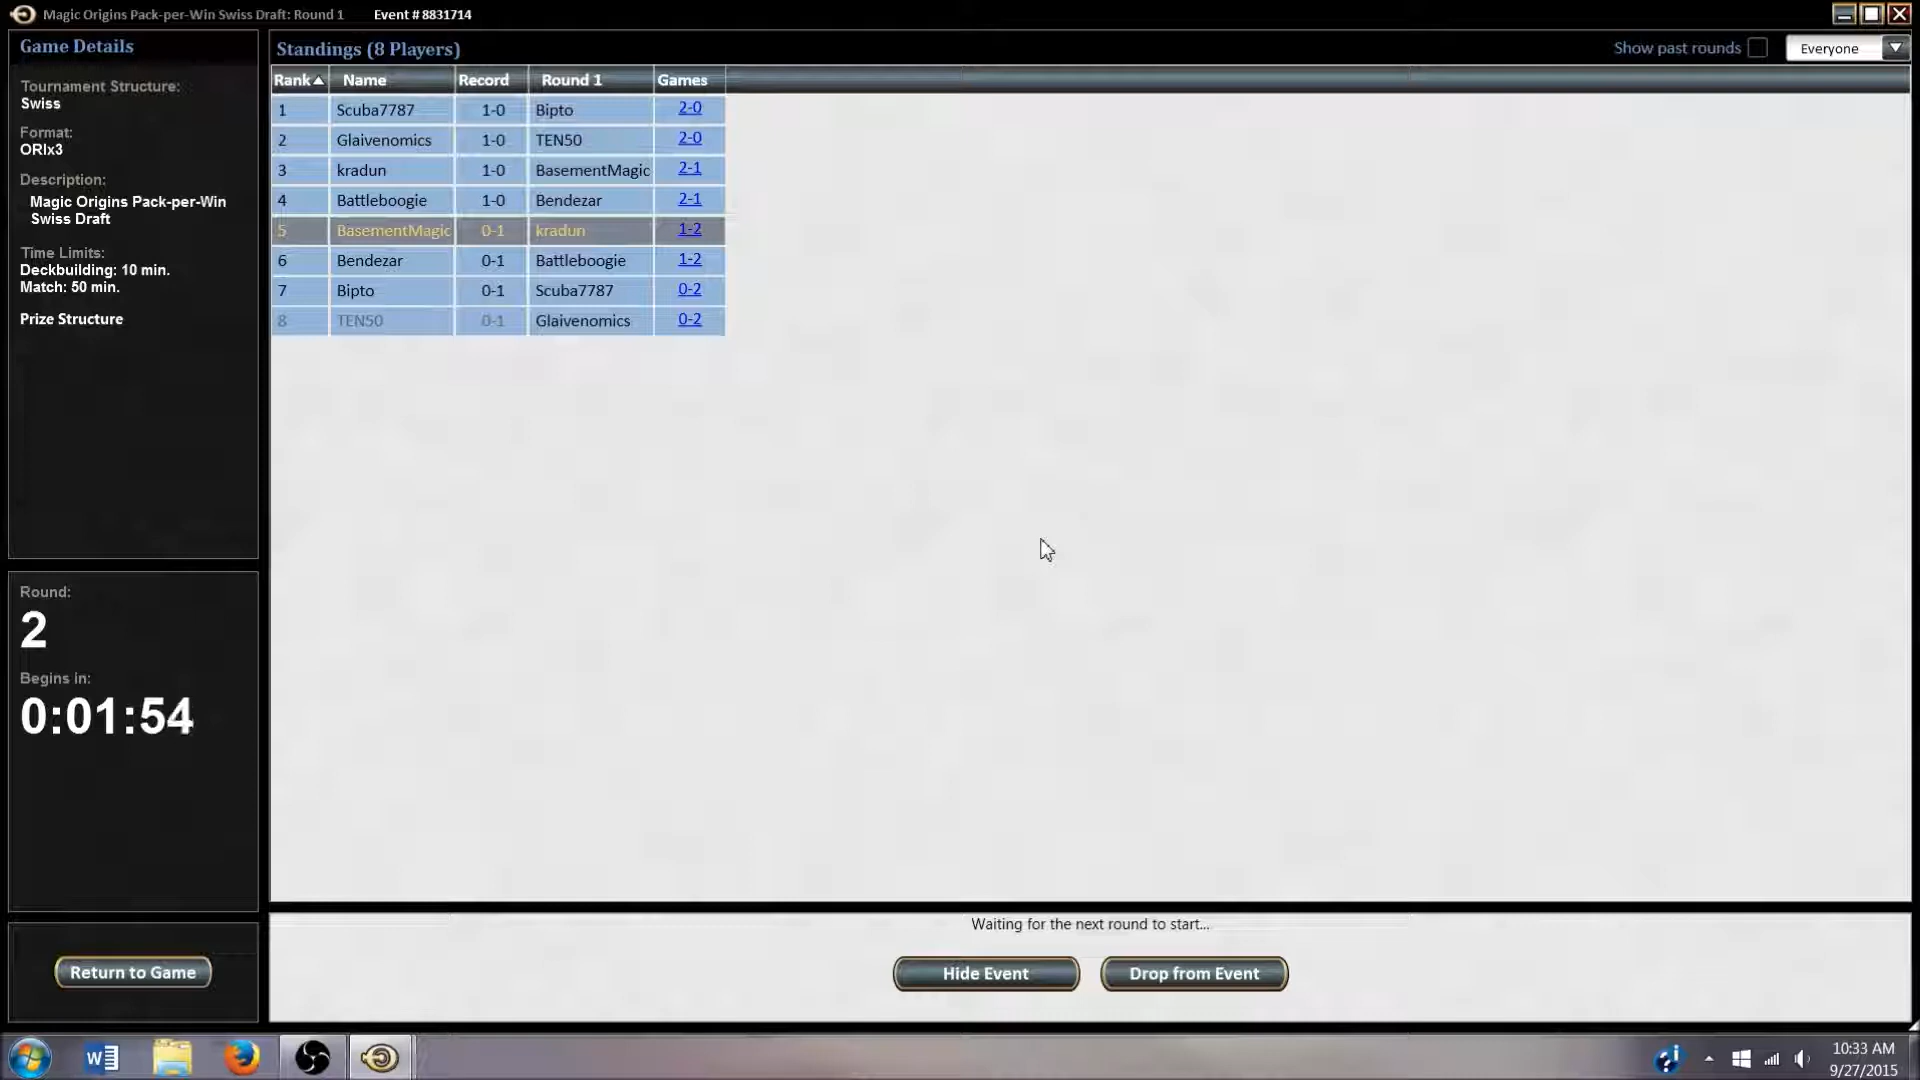 Magic Origins Pack-per-Win Swiss Draft: Round 1 Event # 8831714
Game Details
Tournament Structure:
Swiss
Format:
ORIx3
Description:
Magic Origins Pack-per-Win
Swiss Draft
Time Limits:
Deckbuilding: 10 min.
Match: 50 min.
Prize Structure
Round:
2
Begins in:
0:01:54
Return to Game
Standings (8 Players)
Show past rounds Everyone
Rank Name Record Round 1 Games
1 Scuba7787 1-0 Bipto 2-0
2 Glaivenomics 1-0 TEN50 2-0
3 kradun 1-0 BasementMagic 2-1
4 Battleboogie 1-0 Bendezar 2-1
5 BasementMagic 0-1 kradun 1-2
6 Bendezar 0-1 Battleboogie 1-2
7 Bipto 0-1 Scuba7787 0-2
8 TEN50 0-1 Glaivenomics 0-2
Waiting for the next round to start...
Hide Event Drop from Event
10:33 AM
9/27/2015